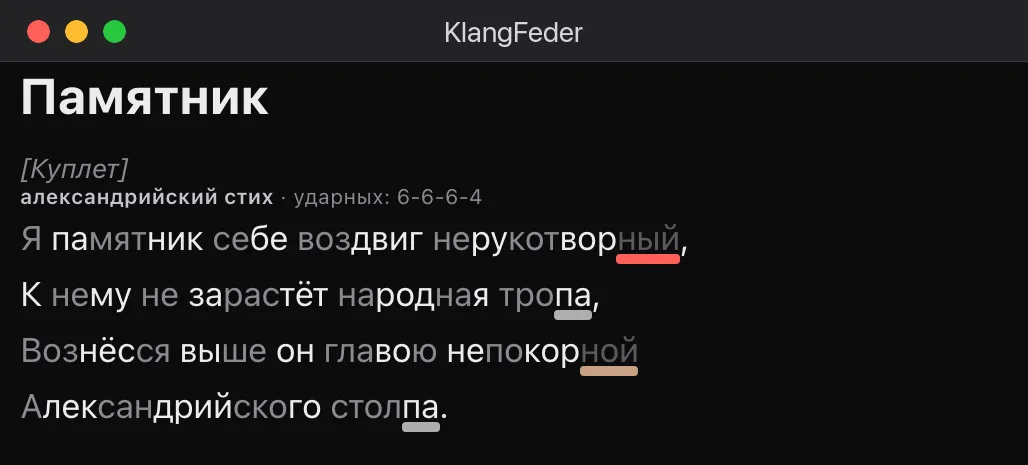 KlangFeder
Памятник
[Куплет]
александрийский стих · ударных: 6-6-6-4
Я памятник себе воздвиг нерукотворный,
К нему не зарастёт народная тропа,
Вознёсся выше он главою непокорной
Александрийского столпа.